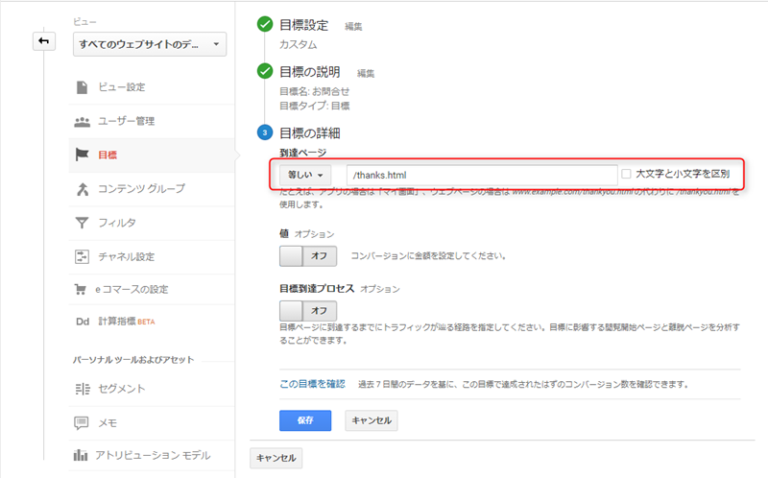 ビュー
すべてのウェブサイトのデ...
ビュー設定
ユーザー管理
目標
コンテンツ グループ
フィルタ
チャネル設定
e コマースの設定
Dd 計算指標 BETA
パーソナル ツールおよびアセット
セグメント
メモ
アトリビューション モデル
目標設定 編集
カスタム
目標の説明 編集
目標名: お問合せ
目標タイプ: 目標
3 目標の詳細
到達ページ
等しい /thanks.html 大文字と小文字を区別
たとえば、アプリの場合は「マイ画面」、ウェブページの場合は www.example.com/thankyou.html の代わりに /thankyou.html を
使用します。
値 オプション
オフ コンバージョンに金額を設定してください。
目標到達プロセス オプション
オフ
目標ページに到達するまでにトラフィックが辿る経路を指定してください。目標に影響する閲覧開始ページと離脱ページを分析す
ることができます。
この目標を確認 過去 7 日間のデータを基に、この目標で達成されたはずのコンバージョン数を確認できます。
保存 キャンセル
キャンセル